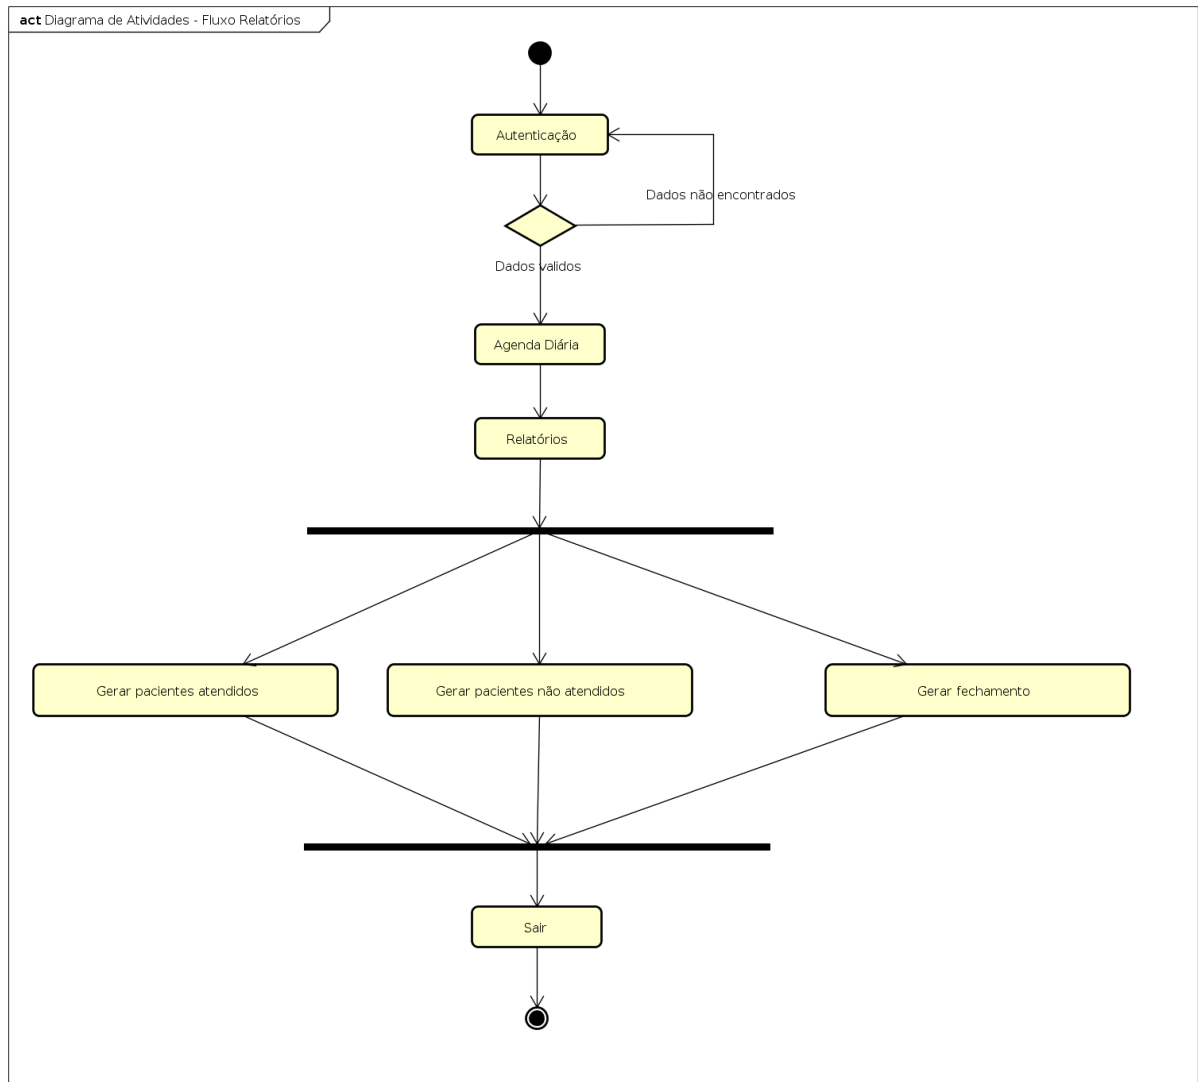 act Diagrama de Atividades - Fluxo Relatórios
Autenticação
Dados não encontrados
Dados validos
Agenda Diária
Relatórios
Gerar pacientes atendidos
Gerar pacientes não atendidos
Gerar fechamento
Sair